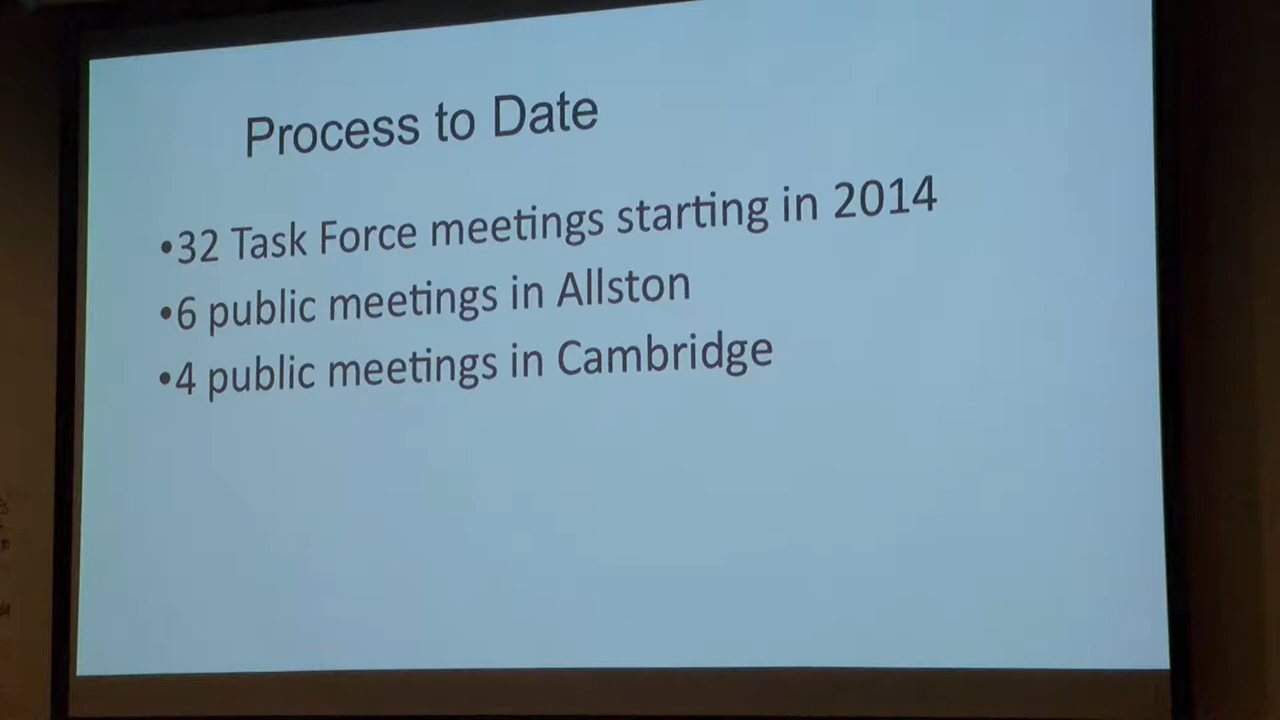 Process to Date
•32 Task Force meetings starting in 2014
•6 public meetings in Allston
•4 public meetings in Cambridge